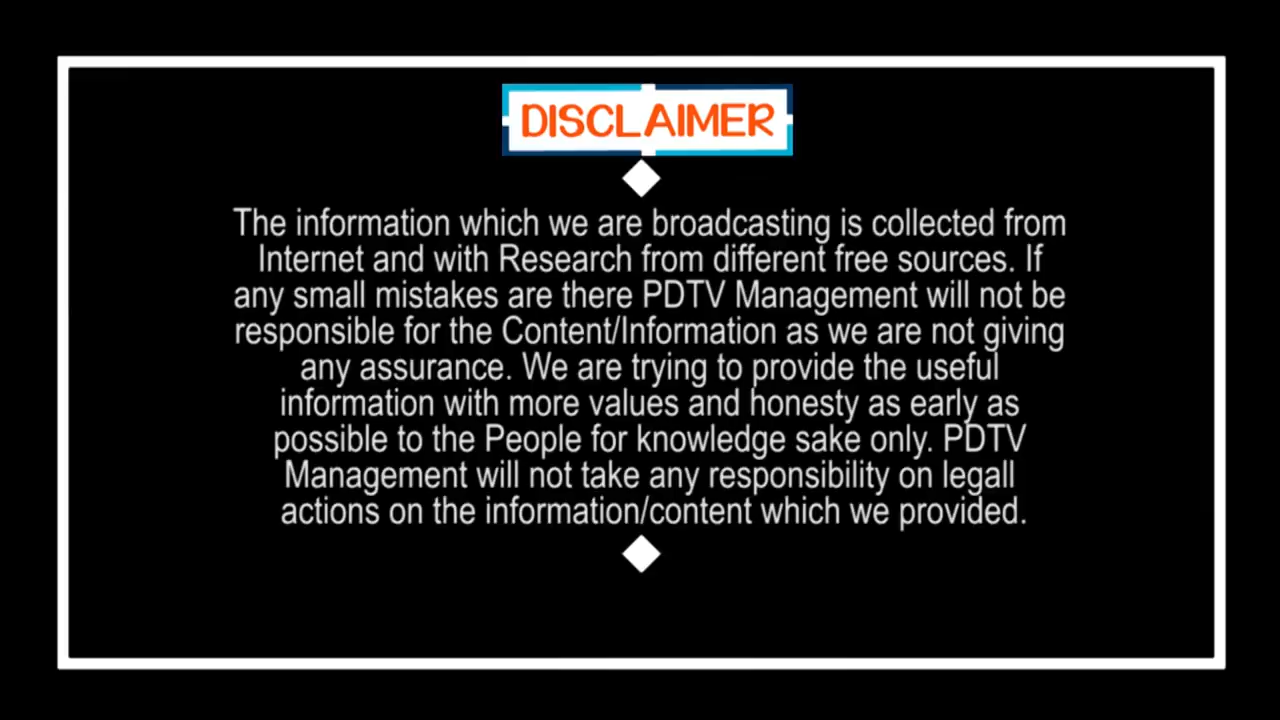 DISCLAIMER
The information which we are broadcasting is collected from
Internet and with Research from different free sources. If
any small mistakes are there PDTV Management will not be
responsible for the Content/Information as we are not giving
any assurance. We are trying to provide the useful
information with more values and honesty as early as
possible to the People for knowledge sake only. PDTV
Management will not take any responsibility on legall
actions on the information/content which we provided.